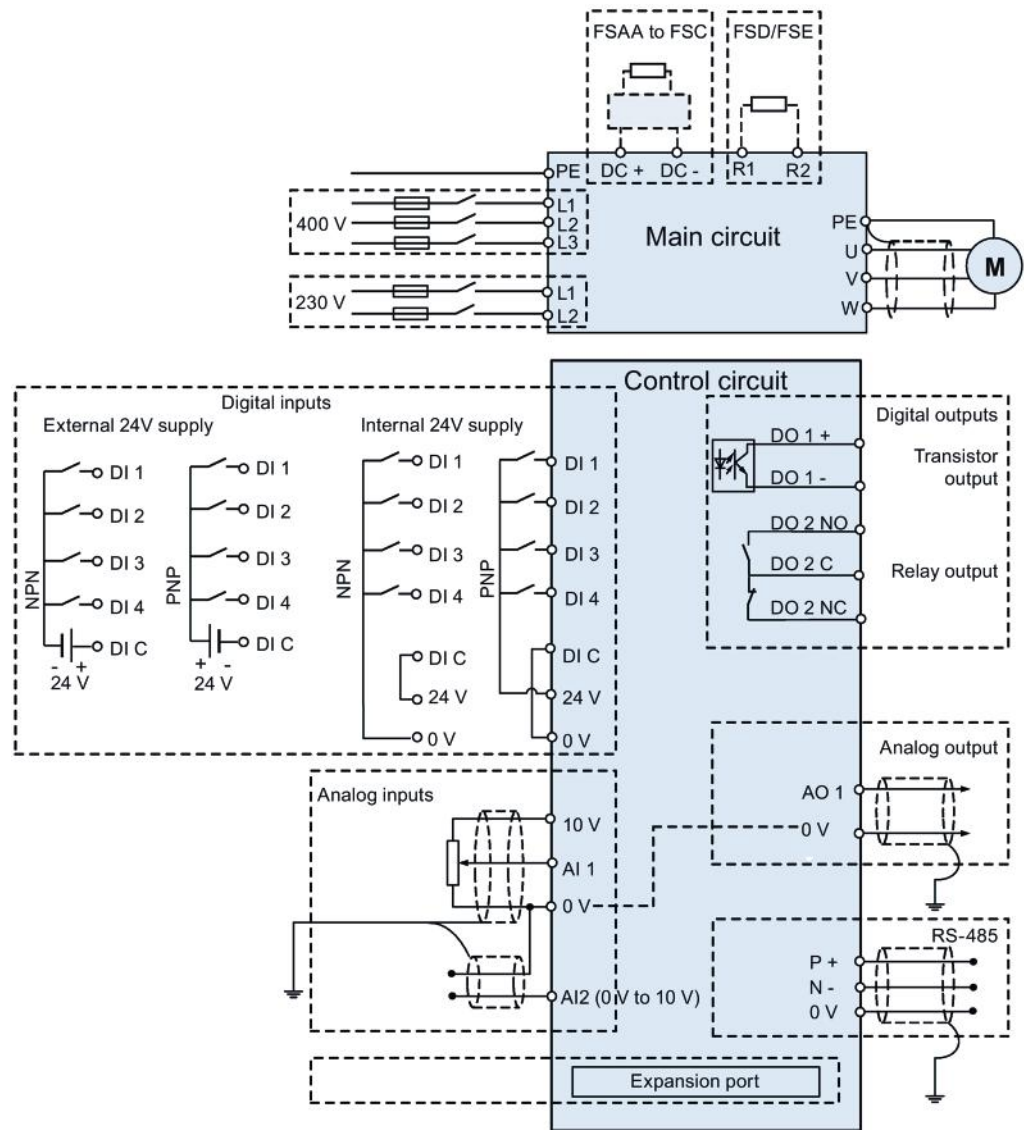 FSAA to FSC
FSD/FSE
PE
DC +
DC -
R1
R2
400 V
L1
L2
L3
Main circuit
PE
U
V
W
M
230 V
L1
L2
Control circuit
Digital inputs
External 24V supply
Internal 24V supply
NPN
DI 1
DI 2
DI 3
DI 4
DI C
- +
24 V
PNP
DI 1
DI 2
DI 3
DI 4
DI C
+ -
24 V
NPN
DI 1
DI 2
DI 3
DI 4
DI C
24 V
0 V
PNP
DI 1
DI 2
DI 3
DI 4
DI C
24 V
0 V
Digital outputs
Transistor
output
DO 1 +
DO 1 -
DO 2 NO
DO 2 C
DO 2 NC
Relay output
Analog output
AO 1
0 V
Analog inputs
10 V
AI 1
0 V
AI2 (0 V to 10 V)
RS-485
P +
N -
0 V
Expansion port